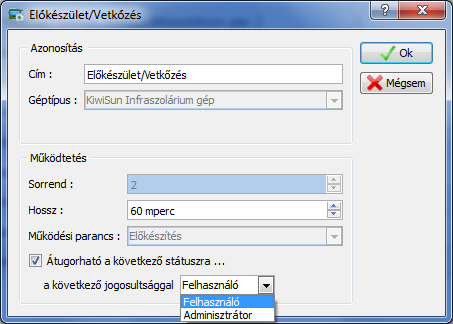 Előkészület/Vetkőzés
Azonosítás
Cím :
Előkészület/Vetkőzés
Géptípus :
KiwiSun Infraszolárium gép
Ok
Mégsem
Működtetés
Sorrend :
2
Hossz :
60 mperc
Működési parancs :
Előkészítés
Átugorható a következő státuszra ...
a következő jogosultsággal
Felhasználó
Felhasználó
Adminisztrátor